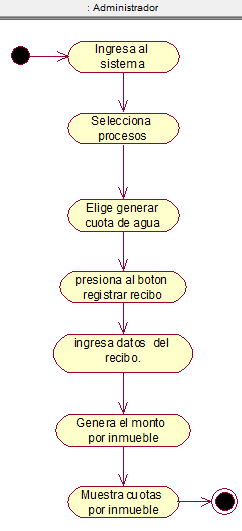 : Administrador
Ingresa al
sistema
Selecciona
procesos
Elige generar
cuota de agua
presiona al boton
registrar recibo
ingresa datos del
recibo.
Genera el monto
por inmueble
Muestra cuotas
por inmueble